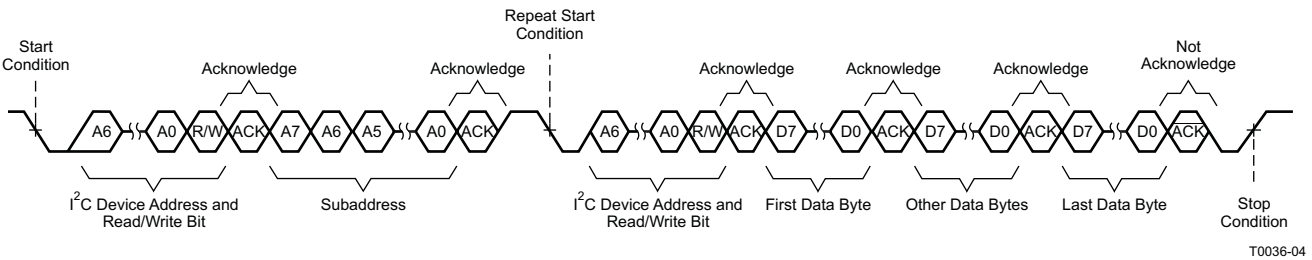 Repeat Start
Condition
Start
Condition
Not
Acknowledge
Acknowledge Acknowledge Acknowledge Acknowledge Acknowledge
A6 A0 R/W ACK A7 A6 A5 A0 ACK A6 A0 R/W ACK D7 D0 ACK D7 D0 ACK D7 D0 ACK
I²C Device Address and
Read/Write Bit
Subaddress
I²C Device Address and
Read/Write Bit
First Data Byte
Other Data Bytes
Last Data Byte
Stop
Condition
T0036-04